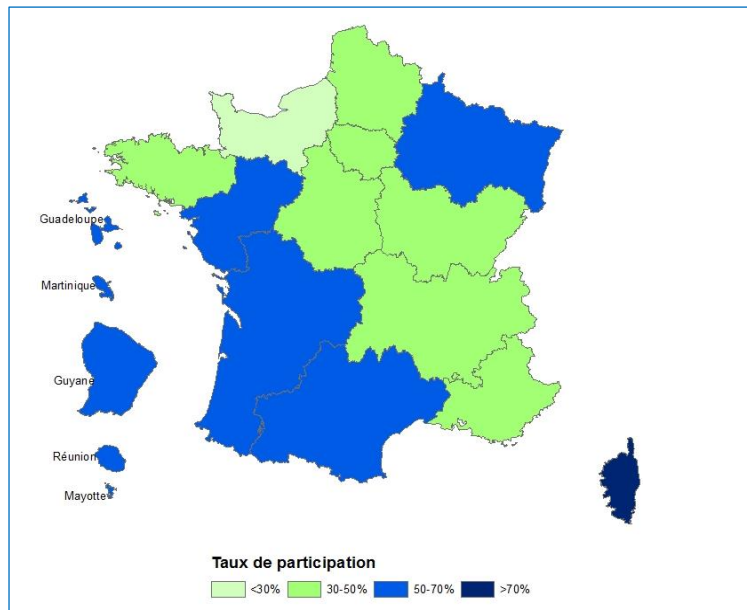 Guadeloupe
Martinique
Guyane
Réunion
Mayotte
Taux de participation
<30% 30-50% 50-70% >70%